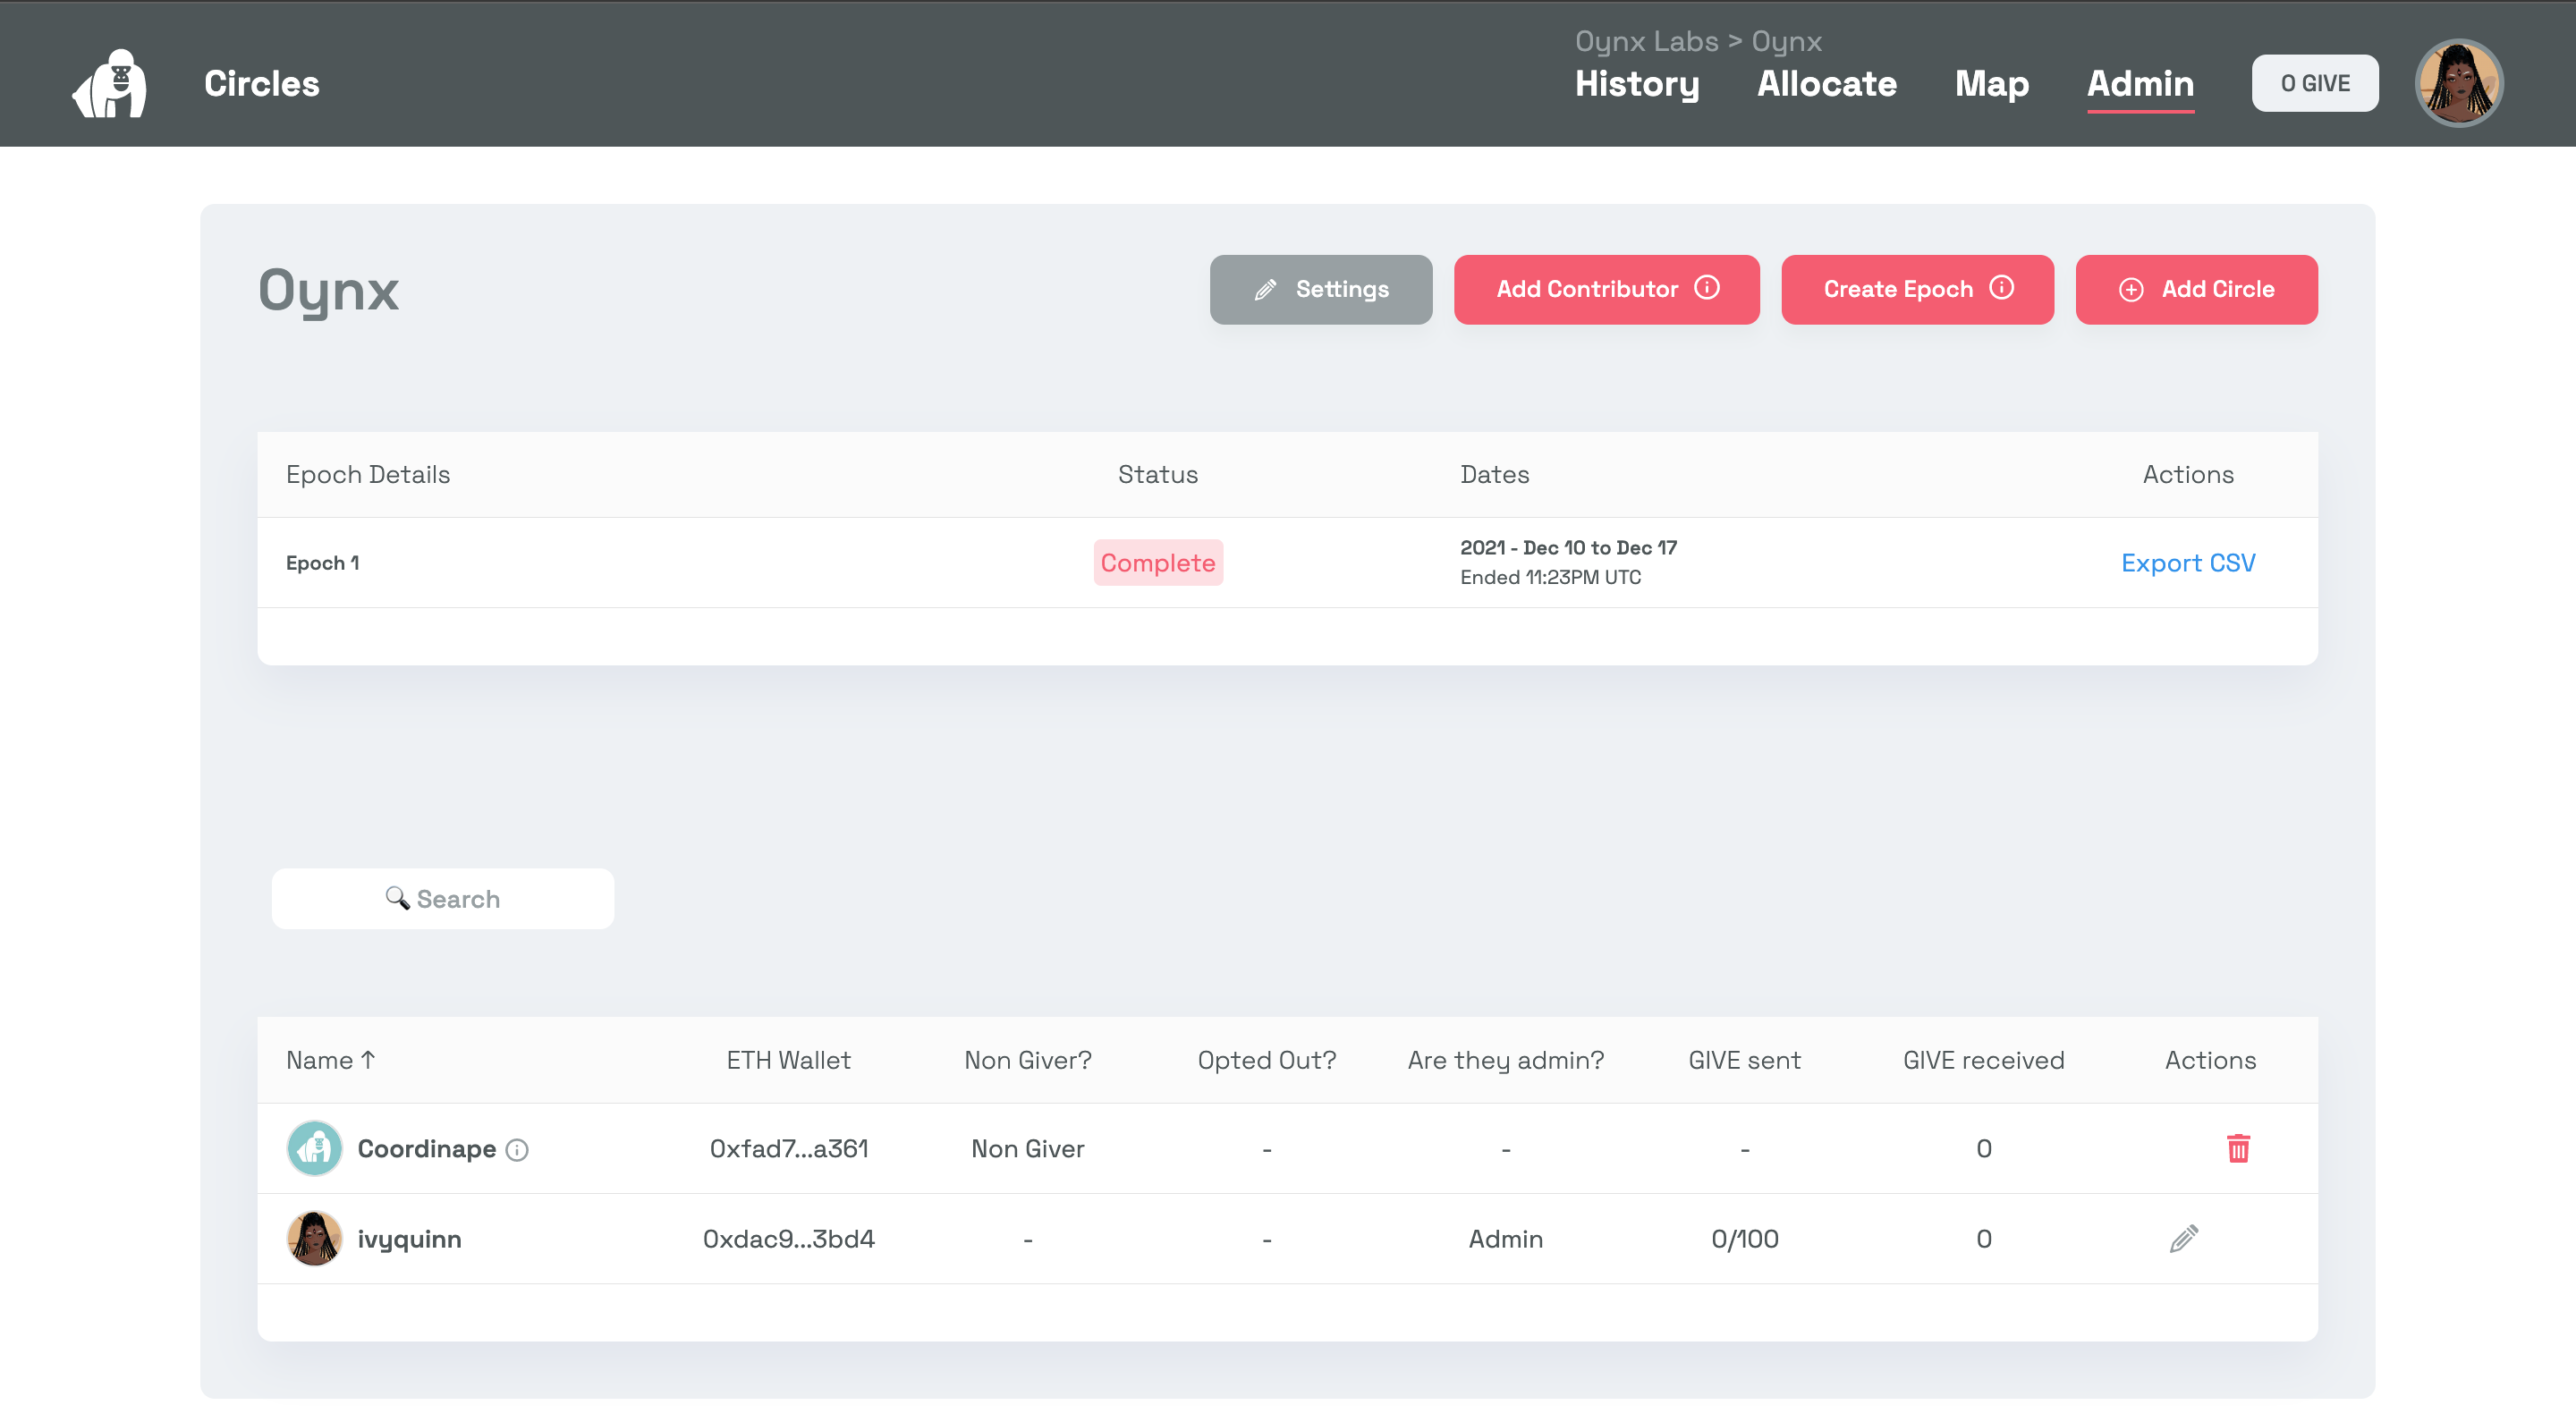 Circles
Oynx Labs > Oynx
History Allocate Map Admin
0 GIVE
Oynx
Settings
Add Contributor
Create Epoch
Add Circle
Epoch Details Status Dates Actions
Epoch 1 Complete 2021 - Dec 10 to Dec 17 Export CSV
Ended 11:23PM UTC
Search
Name ↑ ETH Wallet Non Giver? Opted Out? Are they admin? GIVE sent GIVE received Actions
Coordinape 0xfad7...a361 Non Giver - - - 0
ivyquinn 0xdac9...3bd4 - - Admin 0/100 0